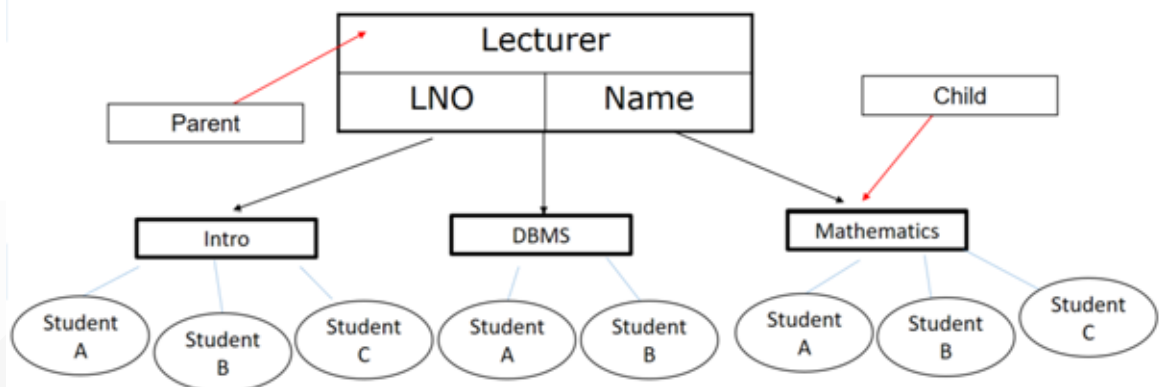 Lecturer
LNO
Name
Parent
Child
Intro
DBMS
Mathematics
Student
A
Student
B
Student
C
Student
A
Student
B
Student
A
Student
B
Student
C